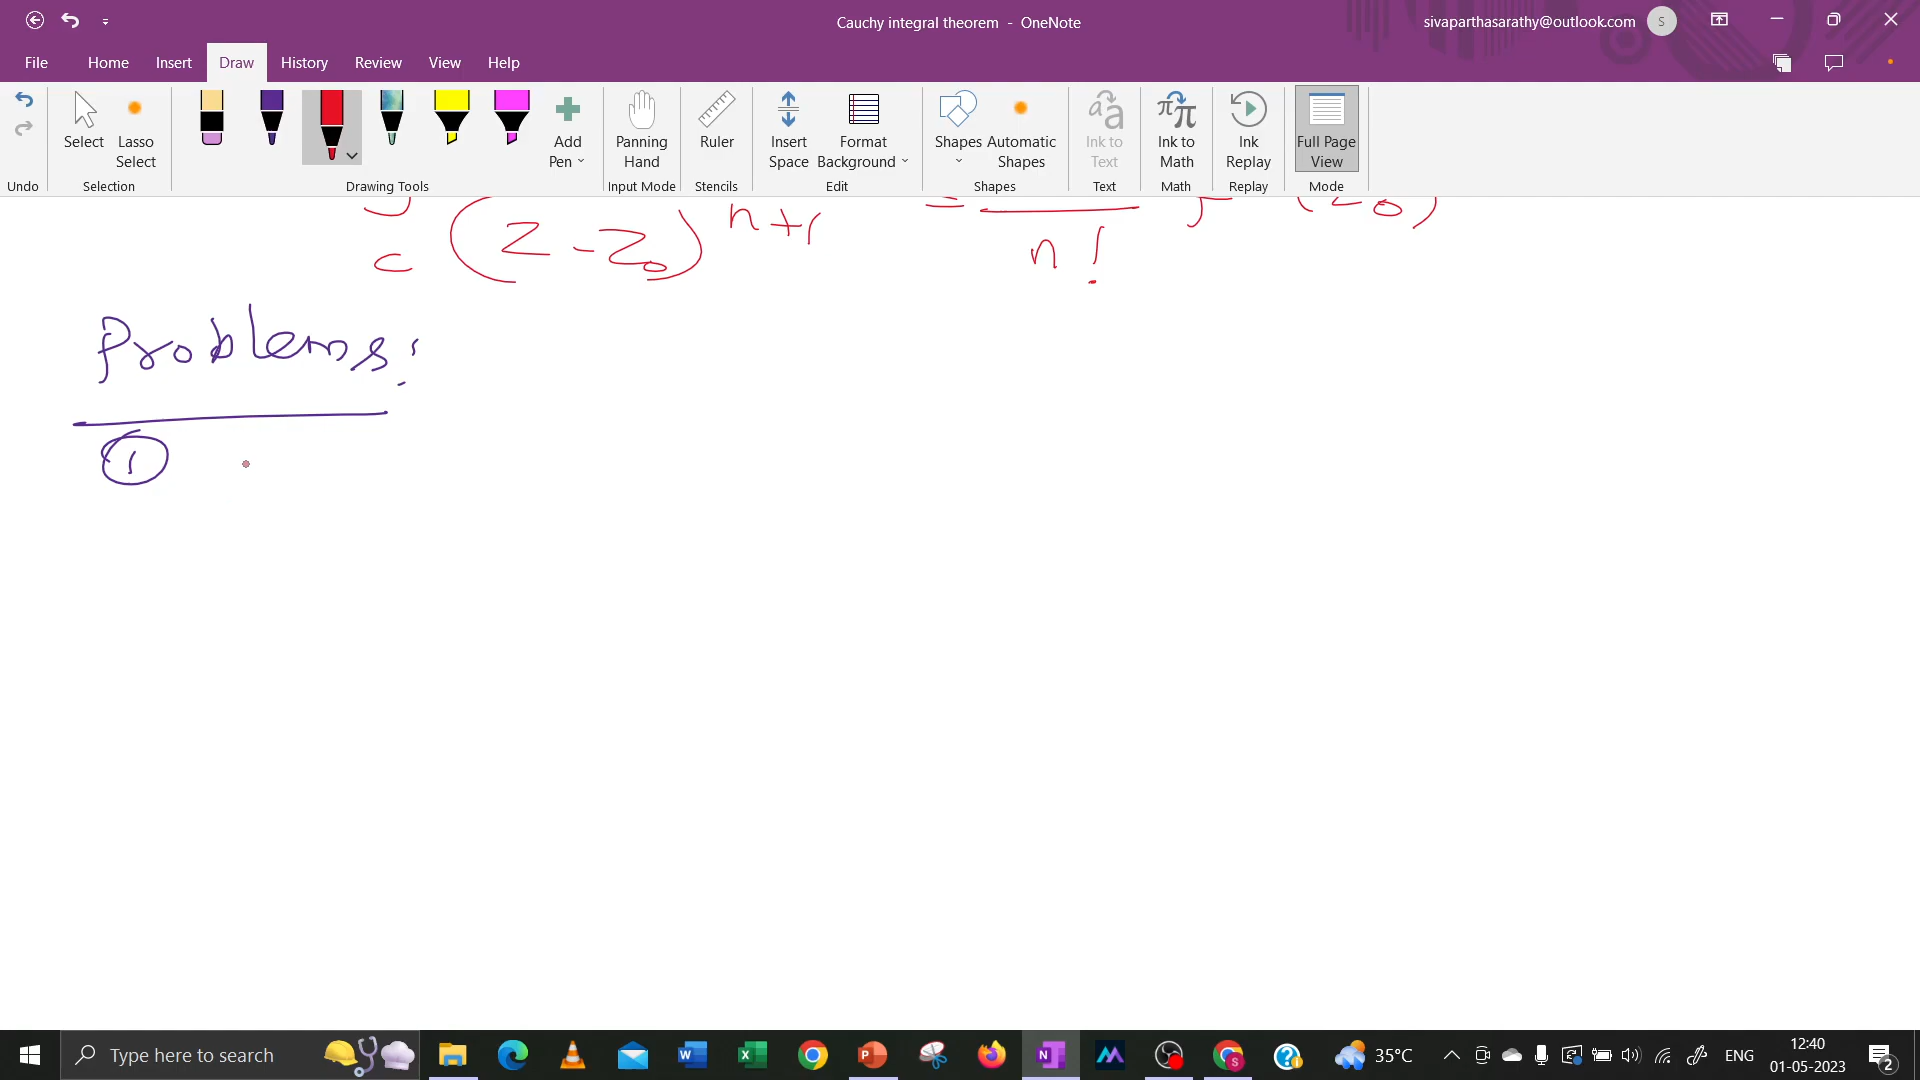 Cauchy integral theorem - OneNote
sivaparthasarathy@outlook.com S
File Home Insert Draw History Review View Help
Select
Lasso Select
Add Pen
Panning Hand
Ruler
Insert Space
Format Background
Shapes
Automatic Shapes
Ink to Text
Ink to Math
Ink Replay
Full Page View
Undo Selection Drawing Tools Input Mode Stencils Edit Shapes Text Math Replay Mode
c (z - z₀)ⁿ⁺¹ = n!
Problems:
①
Type here to search
35°C
ENG
12:40
01-05-2023
2